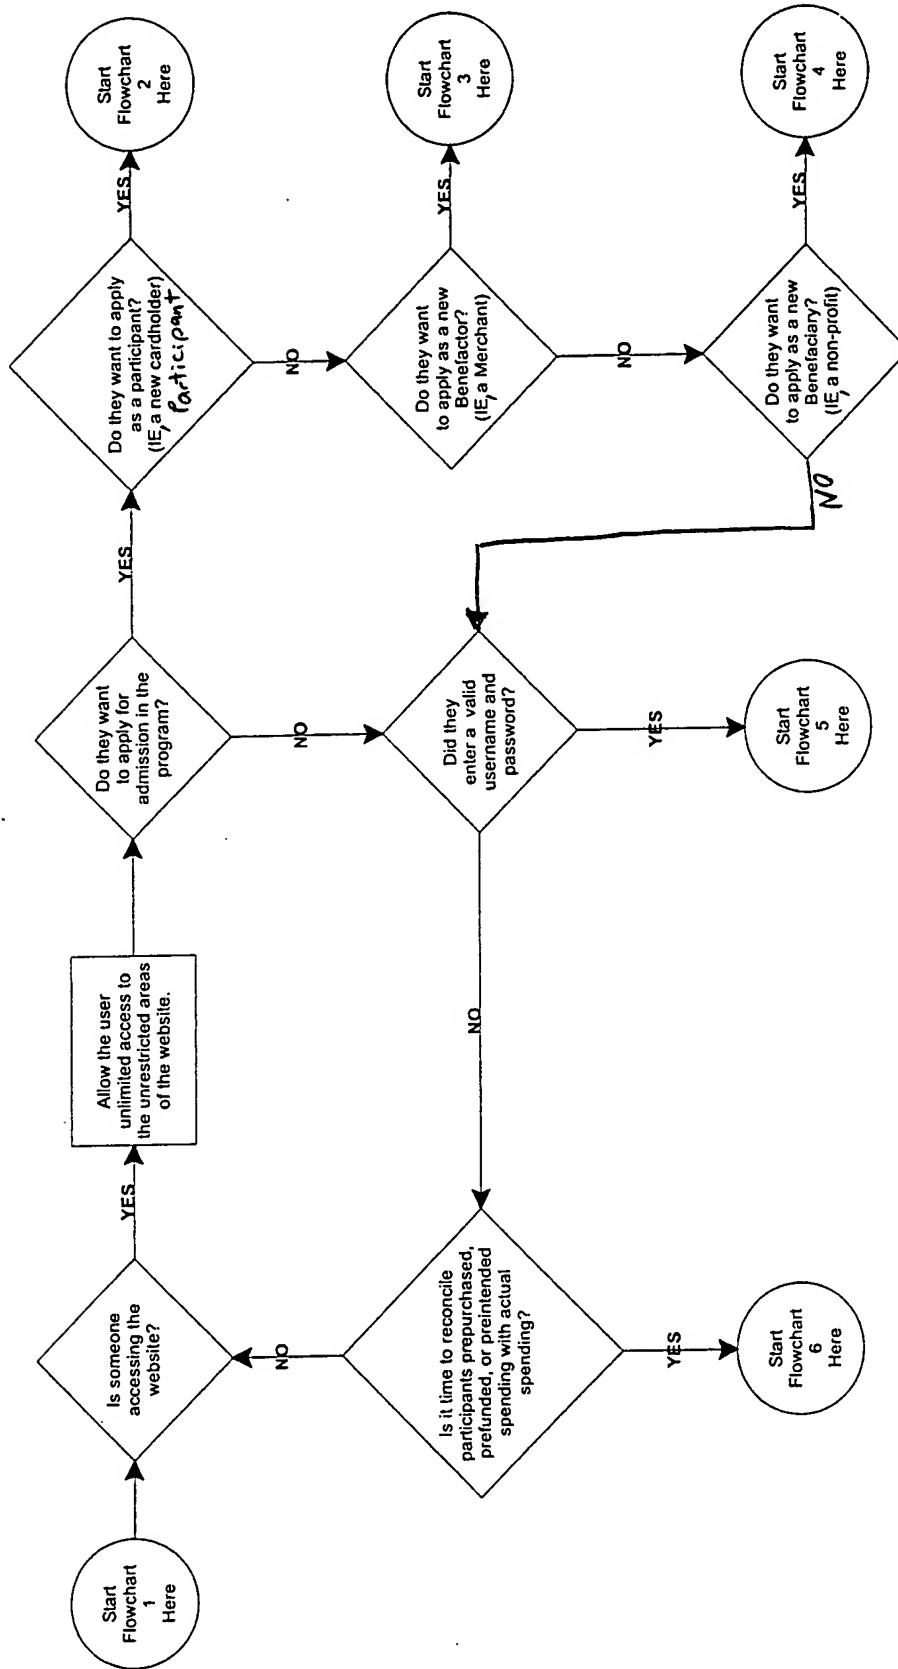 Start
Flowchart
1
Here
Is someone
accessing the
website?
YES
Allow the user
unlimited access to
the unrestricted areas
of the website.
Do they want
to apply for
admission in the
program?
YES
Do they want to apply
as a participant?
(IE, a new cardholder)
Participant
YES
Start
Flowchart
2
Here
NO
NO
NO
Is it time to reconcile
participants prepurchased,
prefunded, or preintended
spending with actual
spending?
NO
Did they
enter a valid
username and
password?
Do they want
to apply as a new
Benefactor?
(IE, a Merchant)
YES
Start
Flowchart
3
Here
YES
YES
NO
NO
Start
Flowchart
6
Here
Start
Flowchart
5
Here
Do they want
to apply as a new
Benefaciary?
(IE, a non-profit)
YES
Start
Flowchart
4
Here